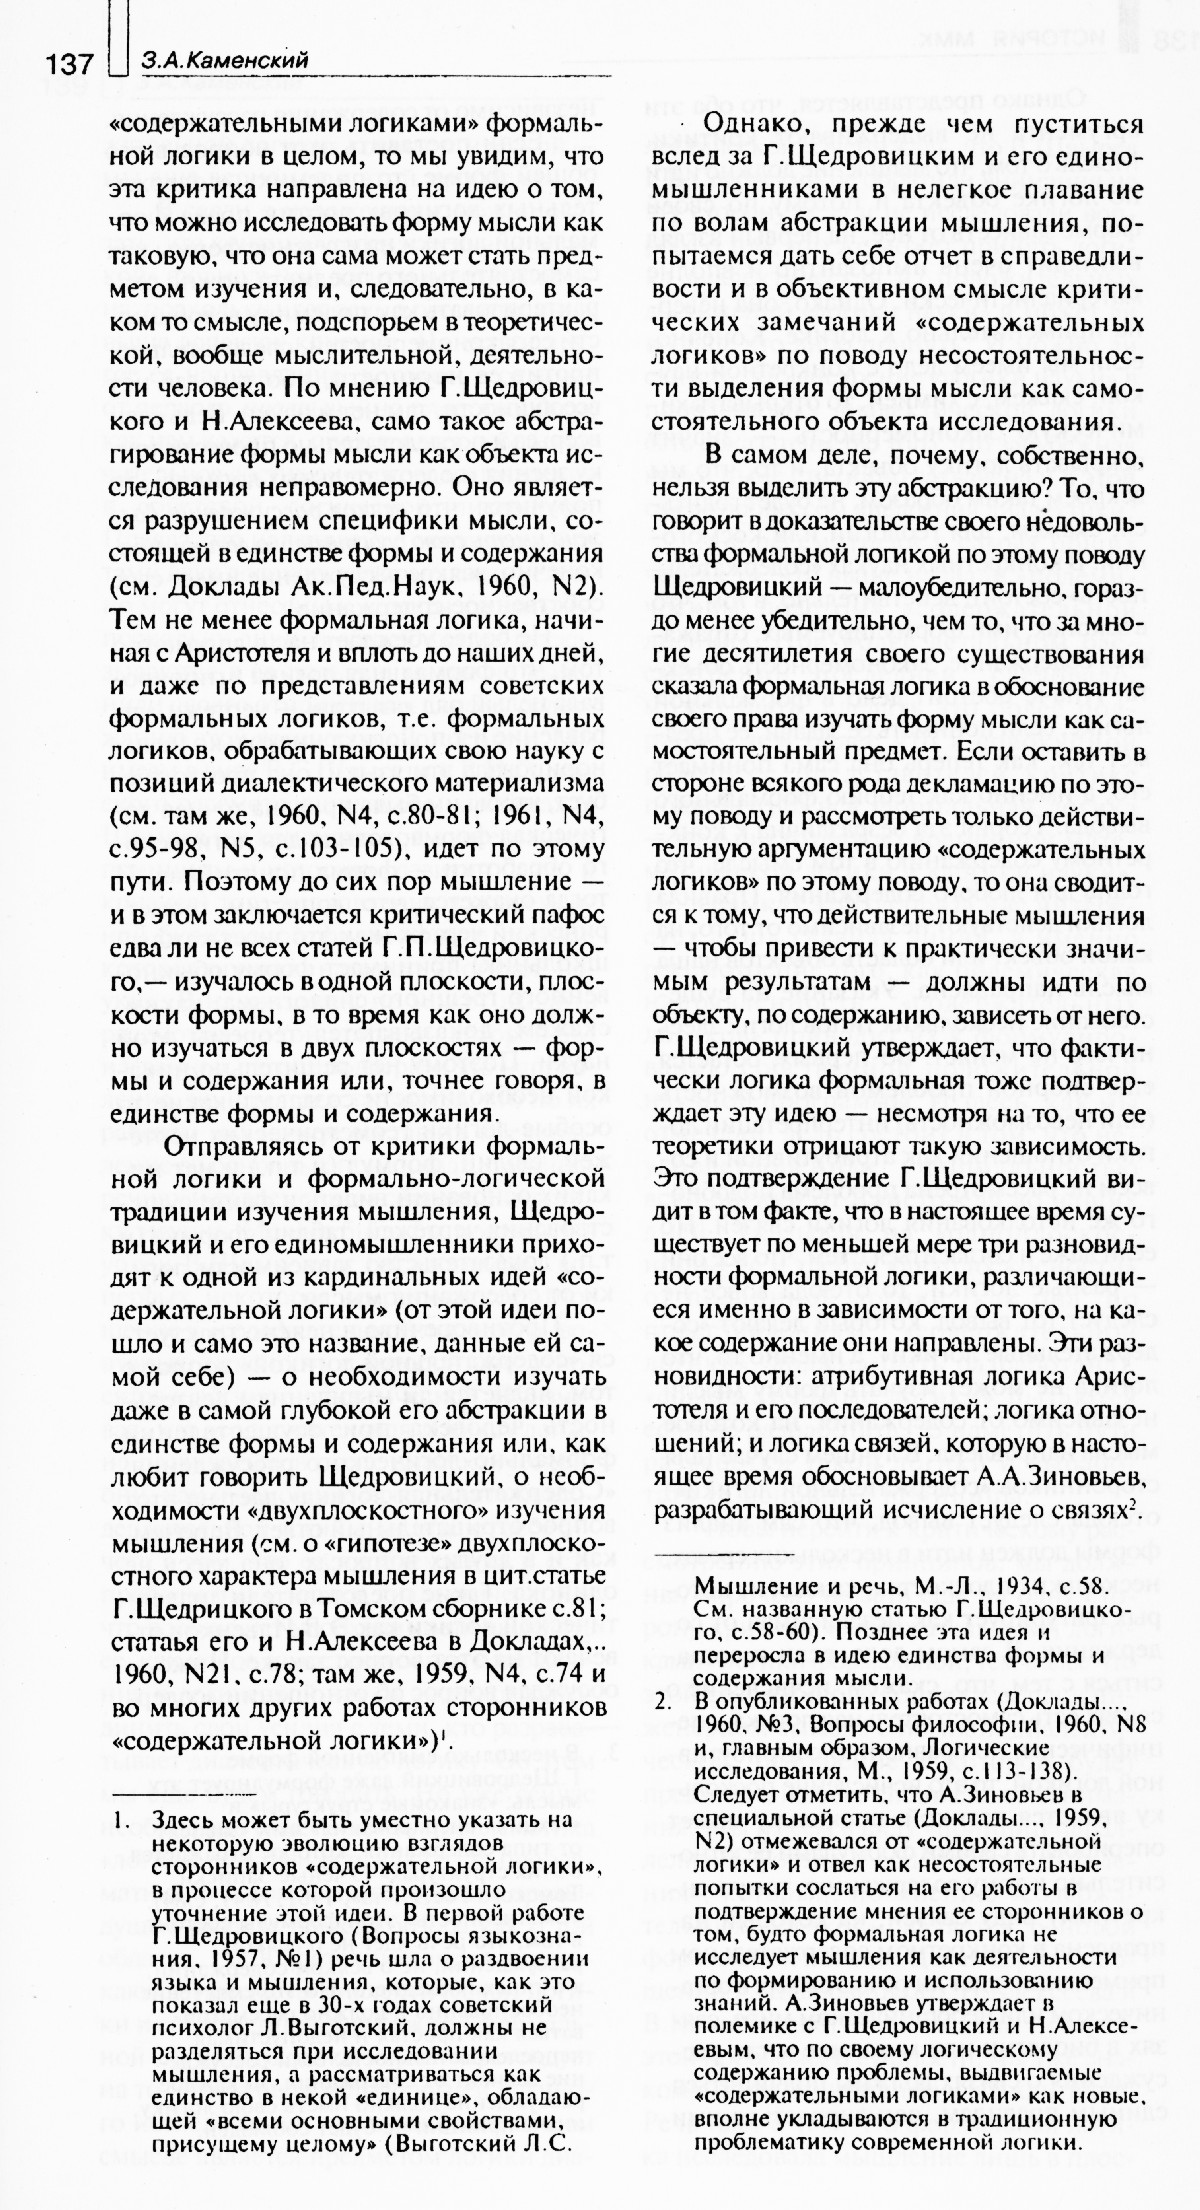 137
З.А.Каменский
«содержательными логиками» формаль-
ной логики в целом, то мы увидим, что
эта критика направлена на идею о том,
что можно исследовать форму мысли как
таковую, что она сама может стать пред-
метом изучения и, следовательно, в ка-
ком то смысле, подспорьем в теоретичес-
кой, вообще мыслительной, деятельно-
сти человека. По мнению Г.Щедровиц-
кого и Н.Алексеева, само такое абстра-
гирование формы мысли как объекта ис-
следования неправомерно. Оно являет-
ся разрушением специфики мысли, со-
стоящей в единстве формы и содержания
(см. Доклады Ак.Пед.Наук, 1960, N2).
Тем не менее формальная логика, начи-
ная с Аристотеля и вплоть до наших дней,
и даже по представлениям советских
формальных логиков, т.е. формальных
логиков, обрабатывающих свою науку с
позиций диалектического материализма
(см. там же, 1960, N4, с.80-81; 1961, N4,
с.95-98, N5, с.103-105), идет по этому
пути. Поэтому до сих пор мышление —
и в этом заключается критический пафос
едва ли не всех статей Г.П.Щедровицко-
го,— изучалось в одной плоскости, плос-
кости формы, в то время как оно долж-
но изучаться в двух плоскостях — фор-
мы и содержания или, точнее говоря, в
единстве формы и содержания.
Отправляясь от критики формаль-
ной логики и формально-логической
традиции изучения мышления, Щедро-
вицкий и его единомышленники прихо-
дят к одной из кардинальных идей «со-
держательной логики» (от этой идеи по-
шло и само это название, данные ей са-
мой себе) — о необходимости изучать
даже в самой глубокой его абстракции в
единстве формы и содержания или, как
любит говорить Щедровицкий, о необ-
ходимости «двухплоскостного» изучения
мышления (см. о «гипотезе» двухплоско-
стного характера мышления в цит.статье
Г.Щедрицкого в Томском сборнике с.81;
статаья его и Н.Алексеева в Докладах,..
1960, N21, с.78; там же, 1959, N4, с.74 и
во многих других работах сторонников
«содержательной логики»)¹.
1. Здесь может быть уместно указать на
некоторую эволюцию взглядов
сторонников «содержательной логики»,
в процессе которой произошло
уточнение этой идеи. В первой работе
Г.Щедровицкого (Вопросы языкозна-
ния, 1957, №1) речь шла о раздвоении
языка и мышления, которые, как это
показал еще в 30-х годах советский
психолог Л.Выготский, должны не
разделяться при исследовании
мышления, а рассматриваться как
единство в некой «единице», обладаю-
щей «всеми основными свойствами,
присущему целому» (Выготский Л.С.
Однако, прежде чем пуститься
вслед за Г.Щедровицким и его едино-
мышленниками в нелегкое плавание
по волам абстракции мышления, по-
пытаемся дать себе отчет в справедли-
вости и в объективном смысле крити-
ческих замечаний «содержательных
логиков» по поводу несостоятельнос-
ти выделения формы мысли как само-
стоятельного объекта исследования.
В самом деле, почему, собственно,
нельзя выделить эту абстракцию? То, что
говорит в доказательстве своего недоволь-
ства формальной логикой по этому поводу
Щедровицкий — малоубедительно, гораз-
до менее убедительно, чем то, что за мно-
гие десятилетия своего существования
сказала формальная логика в обоснование
своего права изучать форму мысли как са-
мостоятельный предмет. Если оставить в
стороне всякого рода декламацию по это-
му поводу и рассмотреть только действи-
тельную аргументацию «содержательных
логиков» по этому поводу, то она сводит-
ся к тому, что действительные мышления
— чтобы привести к практически значи-
мым результатам — должны идти по
объекту, по содержанию, зависеть от него.
Г.Щедровицкий утверждает, что факти-
чески логика формальная тоже подтвер-
ждает эту идею — несмотря на то, что ее
теоретики отрицают такую зависимость.
Это подтверждение Г.Щедровицкий ви-
дит в том факте, что в настоящее время су-
ществует по меньшей мере три разновид-
ности формальной логики, различающи-
еся именно в зависимости от того, на ка-
кое содержание они направлены. Эти раз-
новидности: атрибутивная логика Арис-
тотеля и его последователей; логика отно-
шений; и логика связей, которую в насто-
ящее время обосновывает А.А.Зиновьев,
разрабатывающий исчисление о связях².
Мышление и речь, М.-Л., 1934, с.58.
См. названную статью Г.Щедровицко-
го, с.58-60). Позднее эта идея и
переросла в идею единства формы и
содержания мысли.
2. В опубликованных работах (Доклады...,
1960, №3, Вопросы философии, 1960, N8
и, главным образом, Логические
исследования, М., 1959, с.113-138).
Следует отметить, что А.Зиновьев в
специальной статье (Доклады..., 1959,
N2) отмежевался от «содержательной
логики» и отвел как несостоятельные
попытки сослаться на его работы в
подтверждение мнения ее сторонников о
том, будто формальная логика не
исследует мышления как деятельности
по формированию и использованию
знаний. А.Зиновьев утверждает в
полемике с Г.Щедровицкий и Н.Алексе-
евым, что по своему логическому
содержанию проблемы, выдвигаемые
«содержательными логиками» как новые,
вполне укладываются в традиционную
проблематику современной логики.